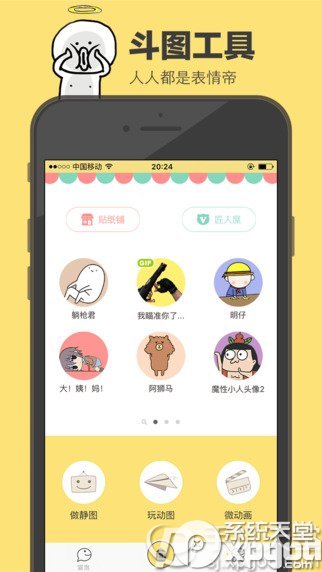 斗图工具
人人都是表情帝
中国移动
20:24
贴纸铺
匠人屋
躺枪君
GIF
我瞄准你了...
明仔
大！姨！妈！
阿狮马
魔性小人头像2
做静图
玩动图
微动画
系统天堂